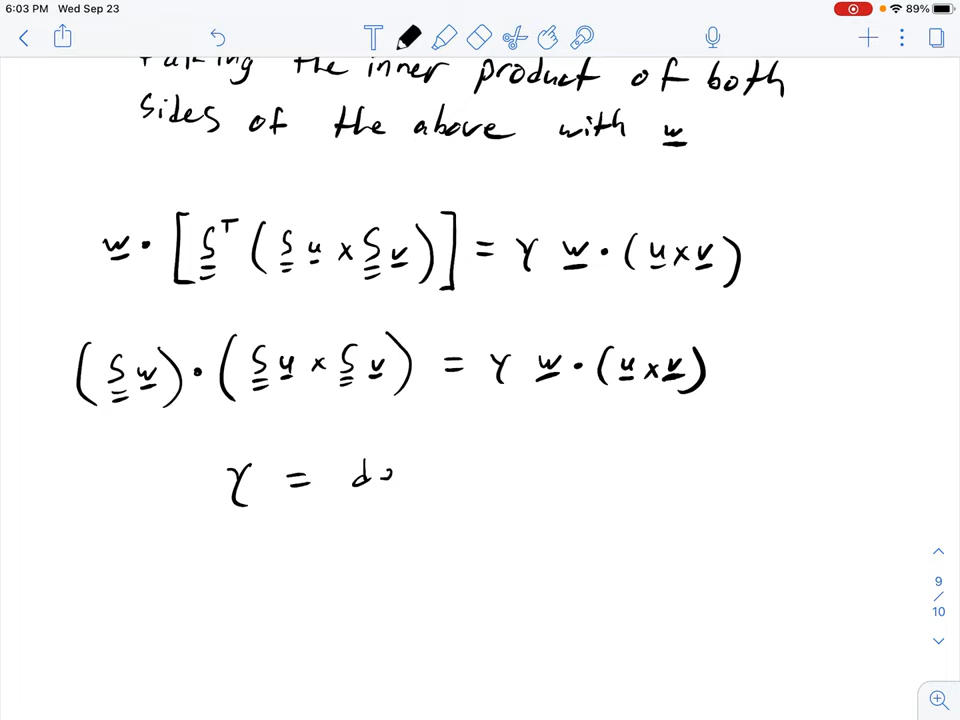 6:03 PM Wed Sep 23
89%
T
Taking the inner product of both
sides of the above with w
w · [S^T (S u × S v)] = γ w · (u × v)
(S w) · (S u × S v) = γ w · (u × v)
γ = d
9
/
10